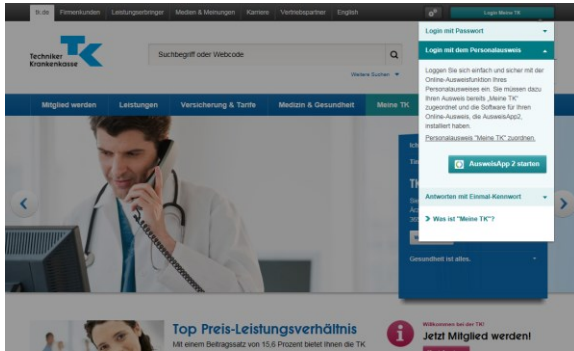 tk.de Firmenkunden Leistungserbringer Medien & Meinungen Karriere Vertriebspartner English
Login Meine TK
Login mit Passwort
Login mit dem Personalausweis
Loggen Sie sich einfach und sicher mit der
Online-Ausweisfunktion Ihres
Personalausweises ein. Sie müssen dazu
Ihren Ausweis bereits „Meine TK"
zugeordnet und die Software für Ihren
Online-Ausweis, die AusweisApp2,
installiert haben.
Personalausweis "Meine TK" zuordnen.
AusweisApp 2 starten
Antworten mit Einmal-Kennwort
Was ist "Meine TK"?
Techniker
Krankenkasse
TK
Suchbegriff oder Webcode
Weitere Suchen
Mitglied werden Leistungen Versicherung & Tarife Medizin & Gesundheit Meine TK
Gesundheit ist alles.
Top Preis-Leistungsverhältnis
Mit einem Beitragssatz von 15,6 Prozent bietet Ihnen die TK
Willkommen bei der TK!
Jetzt Mitglied werden!